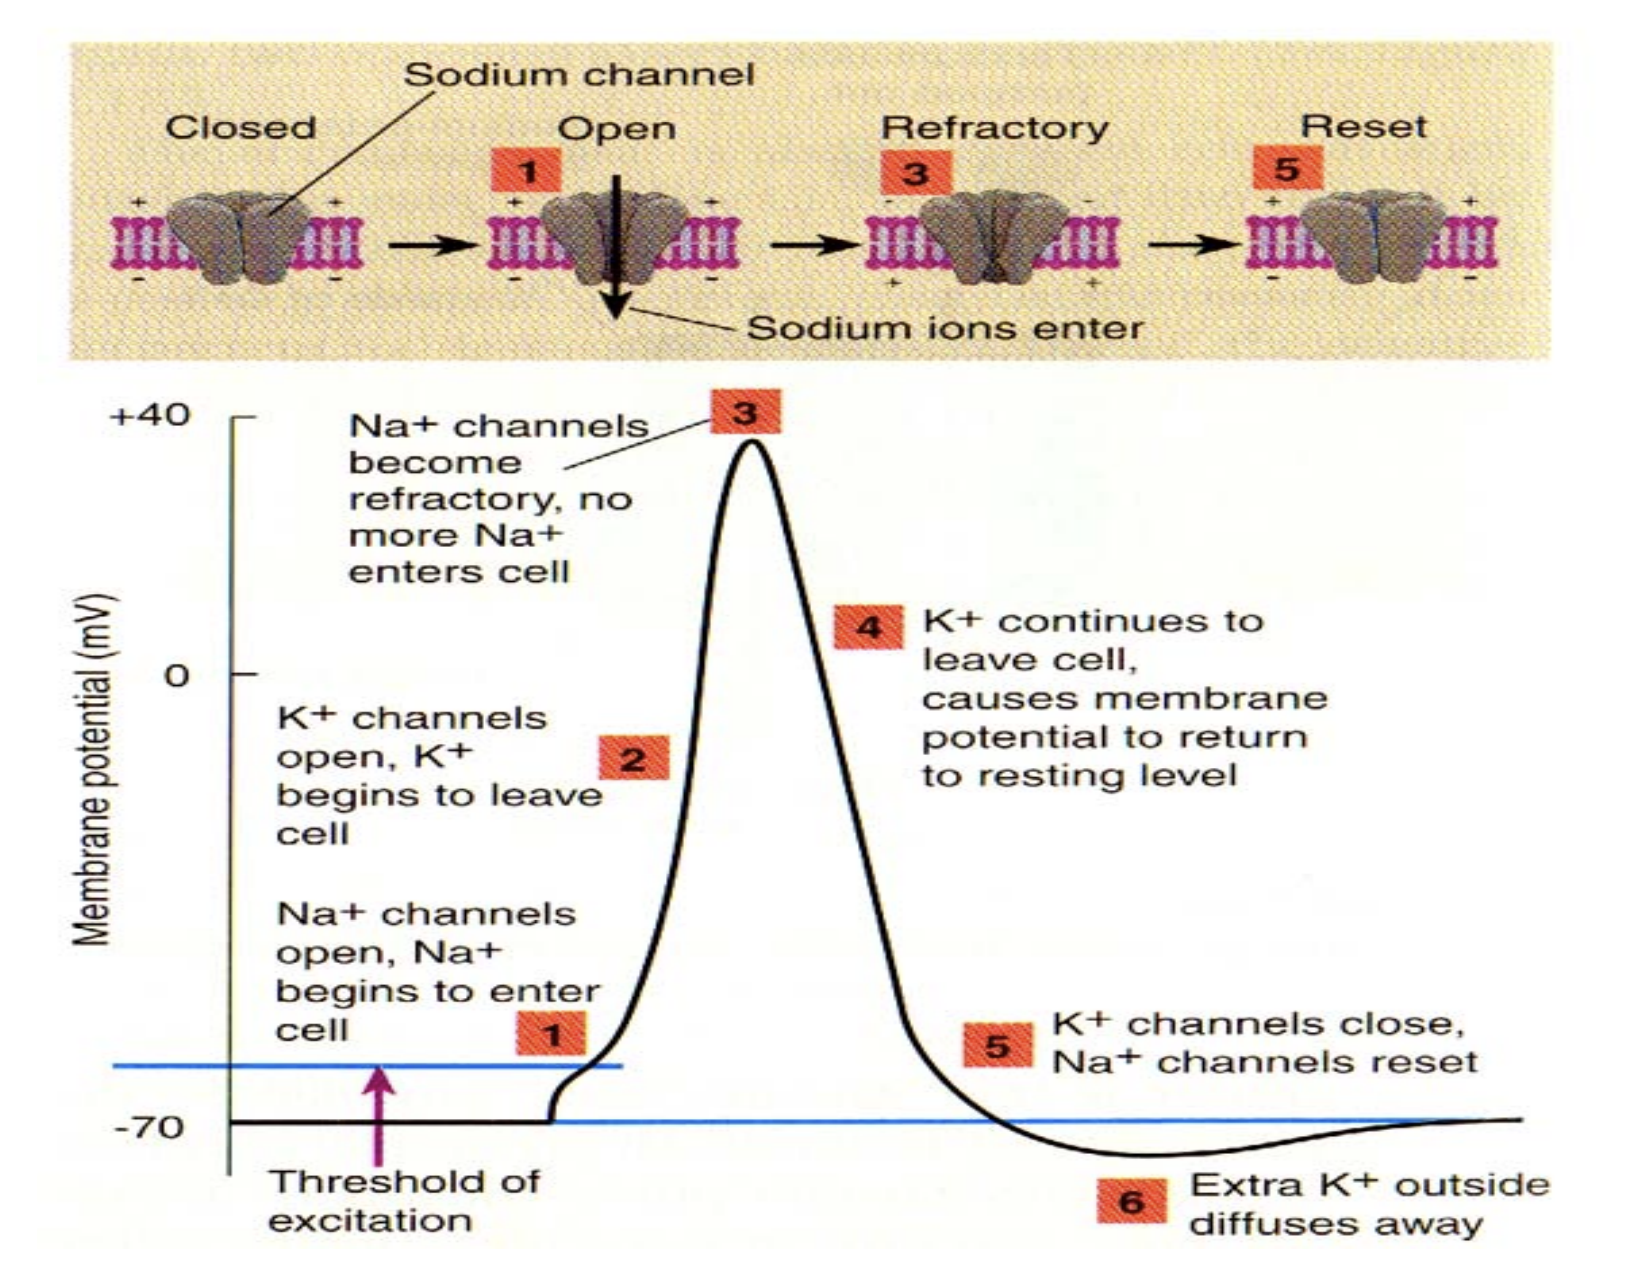 Sodium channel
Closed
Open
Refractory
Reset
1
3
5
+ +
+ +
- -
+ +
- -
- -
+ +
- -
Sodium ions enter
+40
0
-70
Membrane potential (mV)
3
Na+ channels
become
refractory, no
more Na+
enters cell
4
K+ continues to
leave cell,
causes membrane
potential to return
to resting level
2
K+ channels
open, K+
begins to leave
cell
Na+ channels
open, Na+
begins to enter
cell
1
5
K+ channels close,
Na+ channels reset
Threshold of
excitation
6
Extra K+ outside
diffuses away